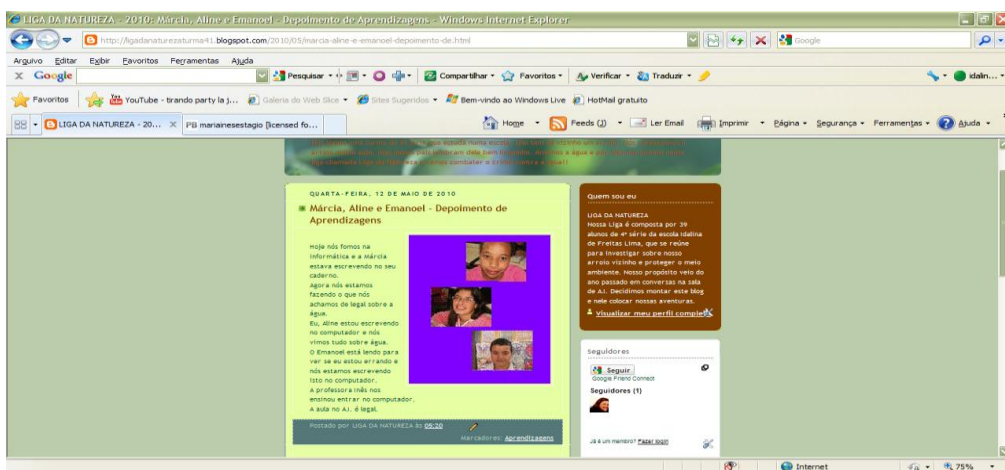 LIGA DA NATUREZA - 2010: Márcia, Aline e Emanoel - Depoimento de Aprendizagens - Windows Internet Explorer
http://ligadanaturezaturma41.blogspot.com/2010/05/marcia-aline-e-emanoel-depoimento-de.html
Google
Arquivo Editar Exibir Favoritos Ferramentas Ajuda
X Google Pesquisar Compartilhar Favoritos Verificar Traduzir idalin...
Favoritos YouTube - tirando party la j... Galeria do Web Slice Sites Sugeridos Bem-vindo ao Windows Live HotMail gratuito
LIGA DA NATUREZA - 20... X PB mariainesestagio [licensed fo... Home Feeds (J) Ler Email Imprimir Página Segurança Ferramentas Ajuda
QUARTA-FEIRA, 12 DE MAIO DE 2010
Márcia, Aline e Emanoel - Depoimento de
Aprendizagens
Hoje nós fomos na
informática e a Márcia
estava escrevendo no seu
caderno.
Agora nós estamos
fazendo o que nós
achamos de legal sobre a
água.
Eu, Aline estou escrevendo
no computador e nós
vimos tudo sobre água.
O Emanoel está lendo para
ver se eu estou errando e
nós estamos escrevendo
isto no computador.
A professora Inês nos
ensinou entrar no computador.
A aula no A.I. é legal.
Postado por LIGA DA NATUREZA às 09:20
Marcadores: Aprendizagens
Quem sou eu
LIGA DA NATUREZA
Nossa Liga é composta por 39
alunos de 4ª série da escola Idalina
de Freitas Lima, que se reúne
para investigar sobre nosso
arroio vizinho e proteger o meio
ambiente. Nosso propósito veio do
ano passado em conversas na sala
de A.I. Decidimos montar este blog
e nele colocar nossas aventuras.
Visualizar meu perfil completo
Seguidores
Seguir
Google Friend Connect
Seguidores (1)
Já é um membro? Fazer login
Internet 75%